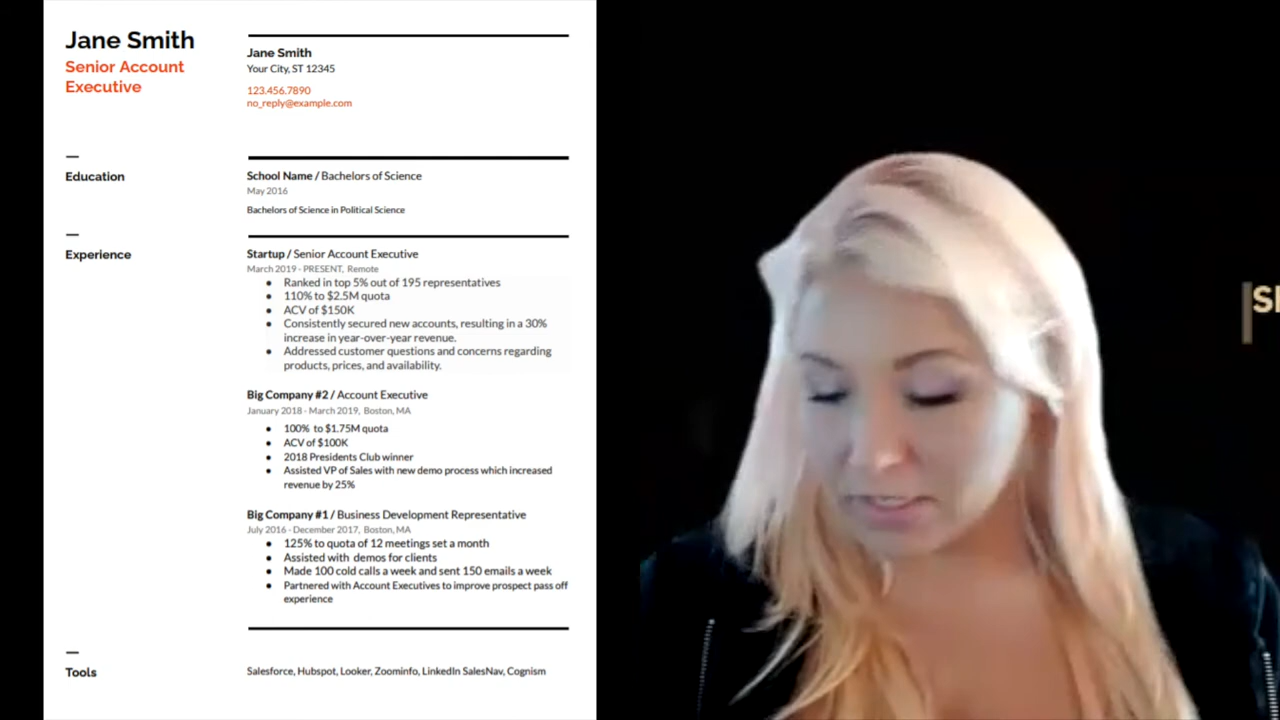 Jane Smith
Senior Account
Executive
Jane Smith
Your City, ST 12345
123.456.7890
no_reply@example.com
Education
School Name / Bachelors of Science
May 2016
Bachelors of Science in Political Science
Experience
Startup / Senior Account Executive
March 2019 - PRESENT, Remote
● Ranked in top 5% out of 195 representatives
● 110% to $2.5M quota
● ACV of $150K
● Consistently secured new accounts, resulting in a 30%
increase in year-over-year revenue.
● Addressed customer questions and concerns regarding
products, prices, and availability.
Big Company #2 / Account Executive
January 2018 - March 2019, Boston, MA
● 100% to $1.75M quota
● ACV of $100K
● 2018 Presidents Club winner
● Assisted VP of Sales with new demo process which increased
revenue by 25%
Big Company #1 / Business Development Representative
July 2016 - December 2017, Boston, MA
● 125% to quota of 12 meetings set a month
● Assisted with demos for clients
● Made 100 cold calls a week and sent 150 emails a week
● Partnered with Account Executives to improve prospect pass off
experience
Tools
Salesforce, Hubspot, Looker, Zoominfo, LinkedIn SalesNav, Cognism